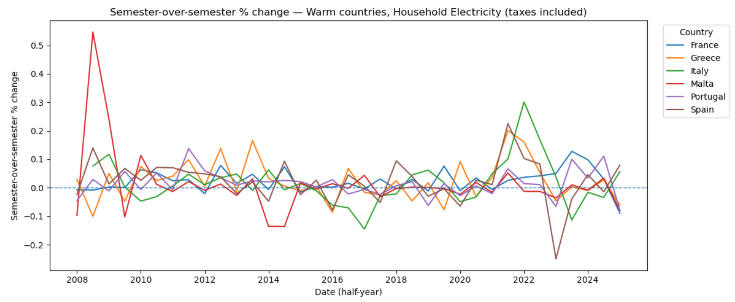 Semester-over-semester % change — Warm countries, Household Electricity (taxes included)
Semester-over-semester % change
0.5
0.4
0.3
0.2
0.1
0.0
−0.1
−0.2
2008
2010
2012
2014
2016
2018
2020
2022
2024
Date (half-year)
Country
France
Greece
Italy
Malta
Portugal
Spain